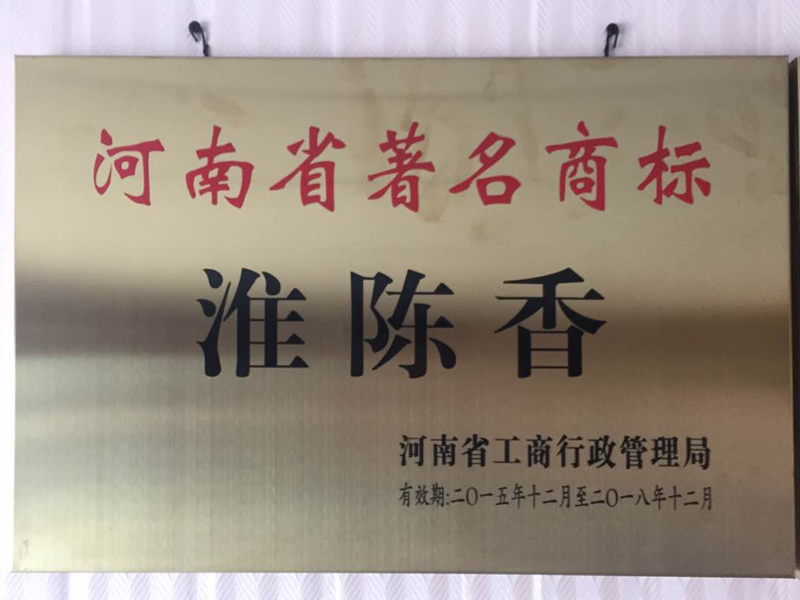 河南省著名商标
淮陈香
河南省工商行政管理局
有效期:二〇一五年十二月至二〇一八年十二月